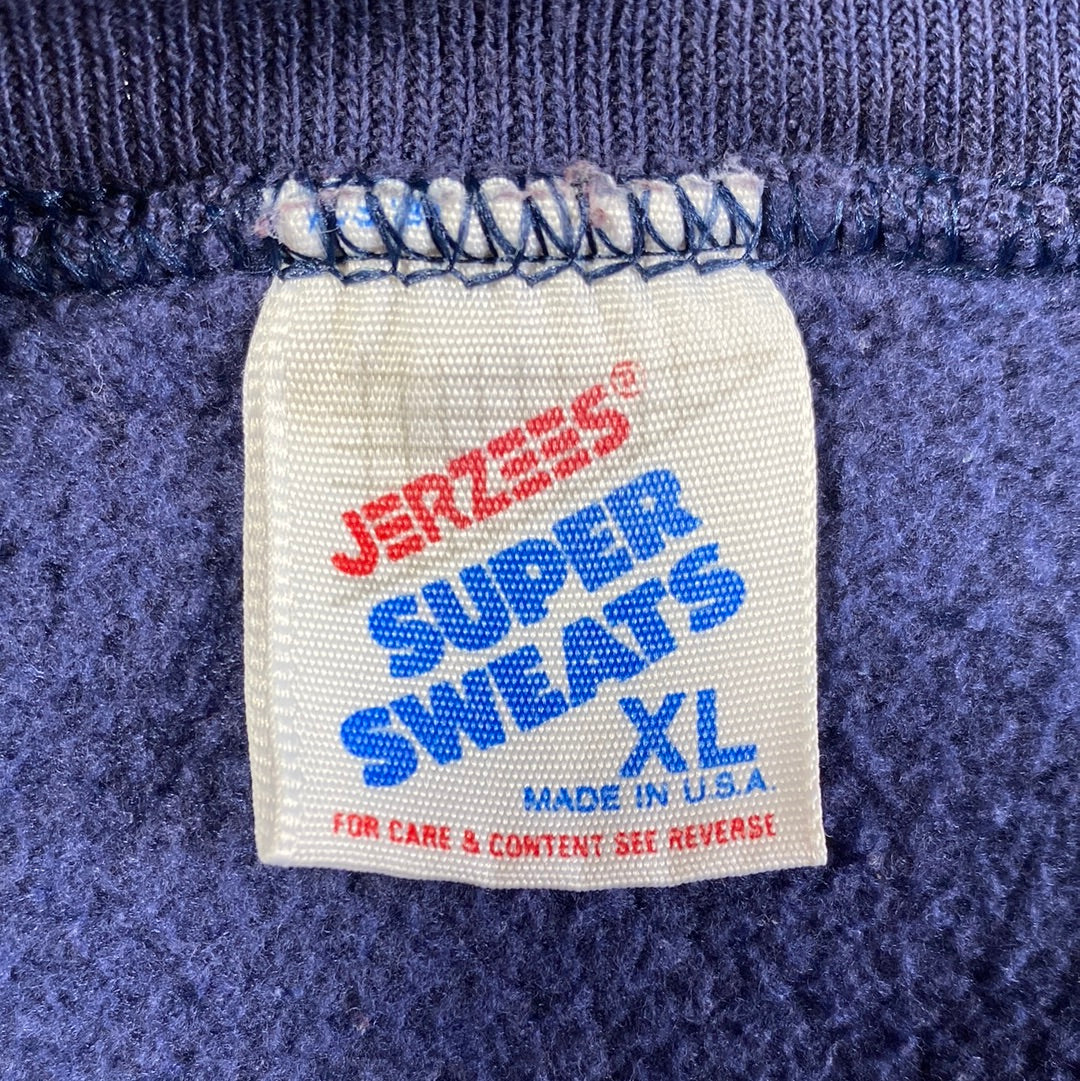 JERZEES®
SUPER
SWEATS
XL
MADE IN U.S.A.
FOR CARE & CONTENT SEE REVERSE